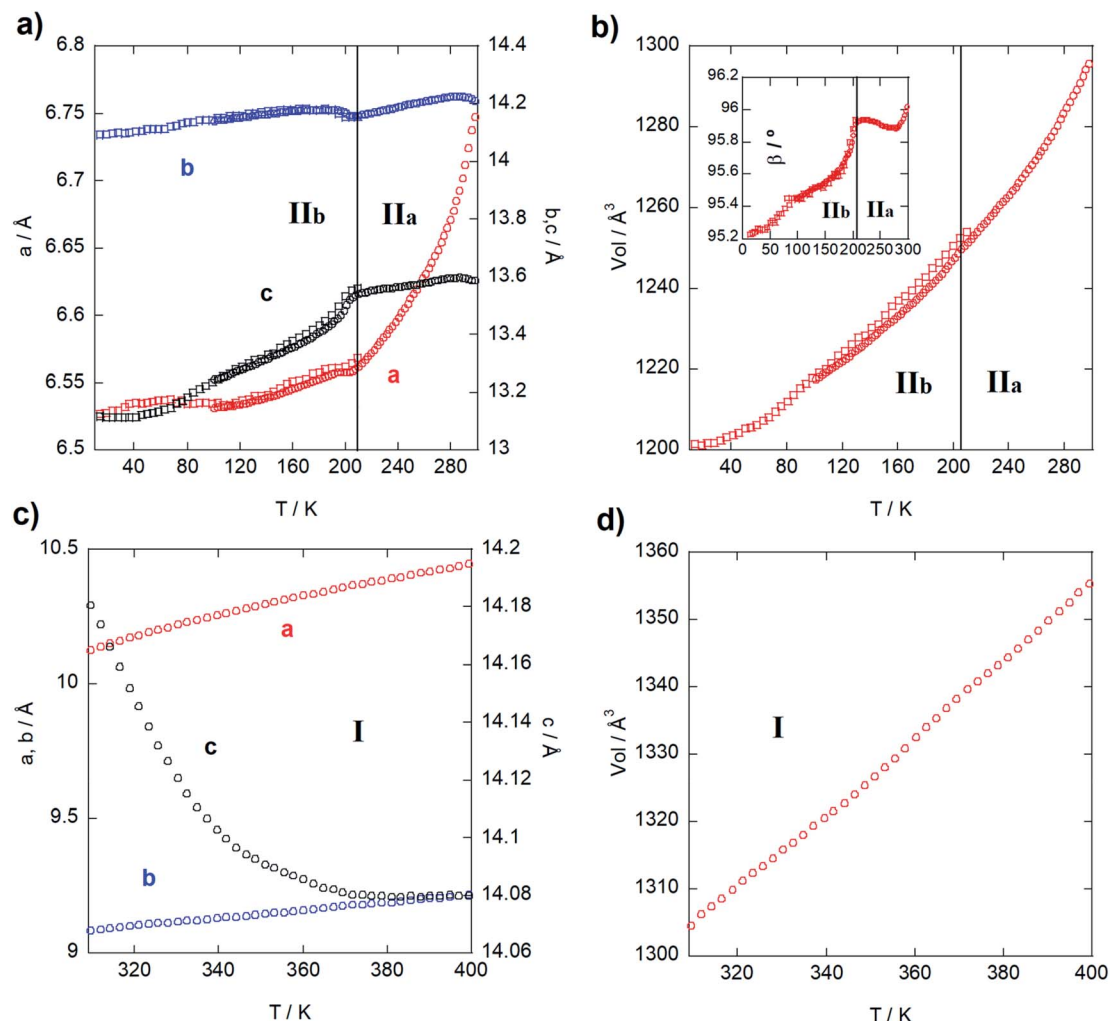 a)
6.8
6.75
6.7
6.65
6.6
6.55
6.5
a / Å
14.4
14.2
14
13.8
13.6
13.4
13.2
13
b,c / Å
b
IIb
IIa
c
a
40 80 120 160 200 240 280
T / K
b)
1300
1280
1260
1240
1220
1200
Vol / Å³
96.2
96
95.8
95.6
95.4
95.2
β / º
IIb
IIa
0 50 100 150 200 250 300
IIb
IIa
40 80 120 160 200 240 280
T / K
c)
10.5
10
9.5
9
a, b / Å
14.2
14.18
14.16
14.14
14.12
14.1
14.08
14.06
c / Å
a
I
c
b
320 340 360 380 400
T / K
d)
1360
1350
1340
1330
1320
1310
1300
Vol / Å³
I
320 340 360 380 400
T / K